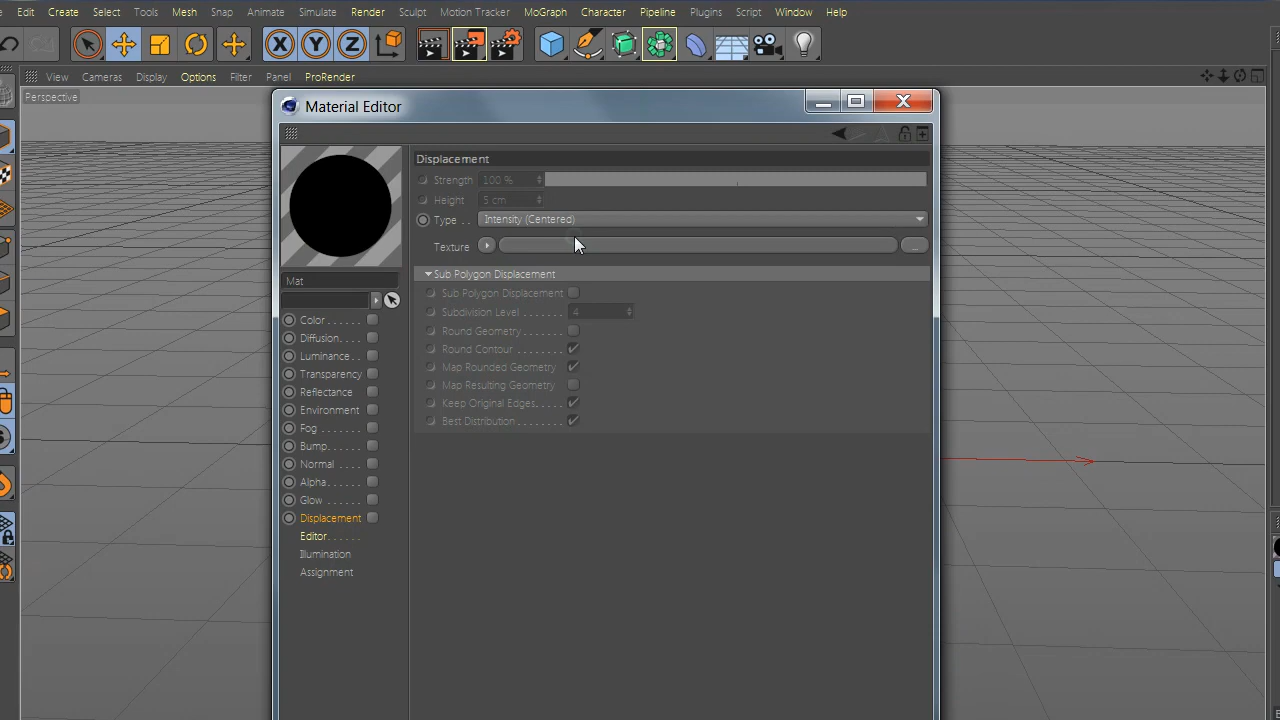 Edit Create Select Tools Mesh Snap Animate Simulate Render Sculpt Motion Tracker MoGraph Character Pipeline Plugins Script Window Help
X Y Z
View Cameras Display Options Filter Panel ProRender
Perspective
Material Editor
Displacement
Strength 100 %
Height 5 cm
Type . . Intensity (Centered)
Texture ...
Sub Polygon Displacement
Mat
Sub Polygon Displacement
Subdivision Level . . . . . . . 4
Color . . . . . .
Round Geometry . . . . . . . .
Diffusion. . . . .
Round Contour . . . . . . . . .
Luminance. .
Map Rounded Geometry
Transparency
Map Resulting Geometry
Reflectance
Keep Original Edges. . . . .
Environment
Best Distribution . . . . . . . .
Fog . . . . . . .
Bump. . . . . .
Normal . . . .
Alpha. . . . . .
Glow . . . . . .
Displacement
Editor . . . . . .
Illumination
Assignment